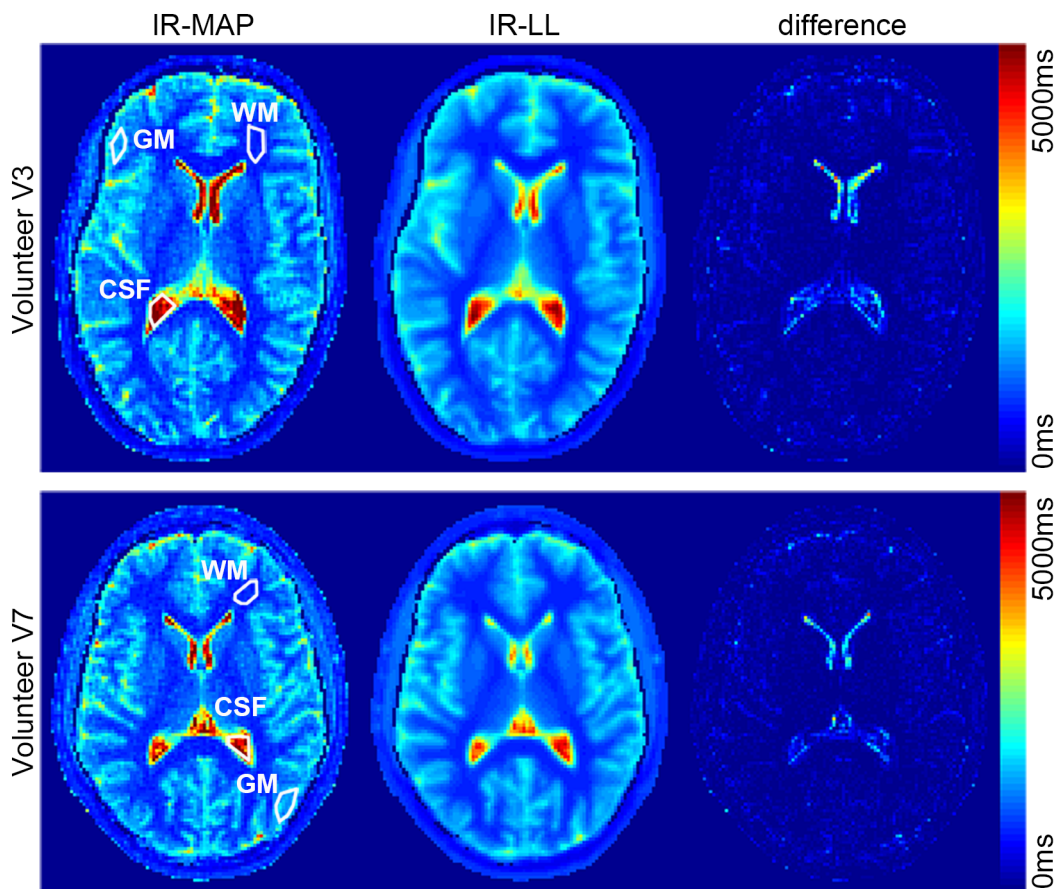 IR-MAP IR-LL difference
Volunteer V3
GM
WM
CSF
5000ms
0ms
Volunteer V7
WM
CSF
GM
5000ms
0ms